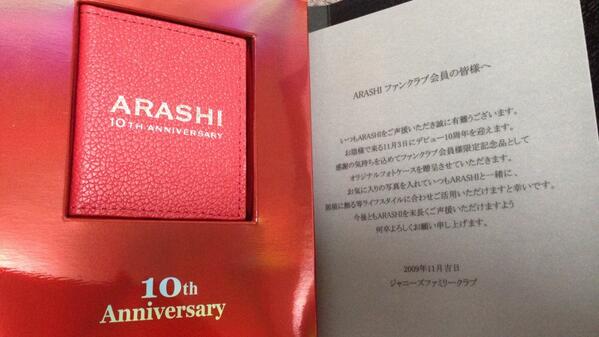 ARASHI
10TH ANNIVERSARY
10th
Anniversary
ARASHI ファンクラブ会員の皆様へ
いつもARASHIをご声援いただき誠に有難うございます。
お陰様で来る11月3日にデビュー10周年を迎えます。
感謝の気持ちを込めてファンクラブ会員様限定記念品として
オリジナルフォトケースを贈呈させていただきます。
お気に入りの写真を入れていつもARASHIと一緒に、
部屋に飾る等ライフスタイルに合わせご活用いただけますと幸いです。
今後ともARASHIを末長くご声援いただけますよう
何卒よろしくお願い申し上げます。
2009年11月吉日
ジャニーズファミリークラブ